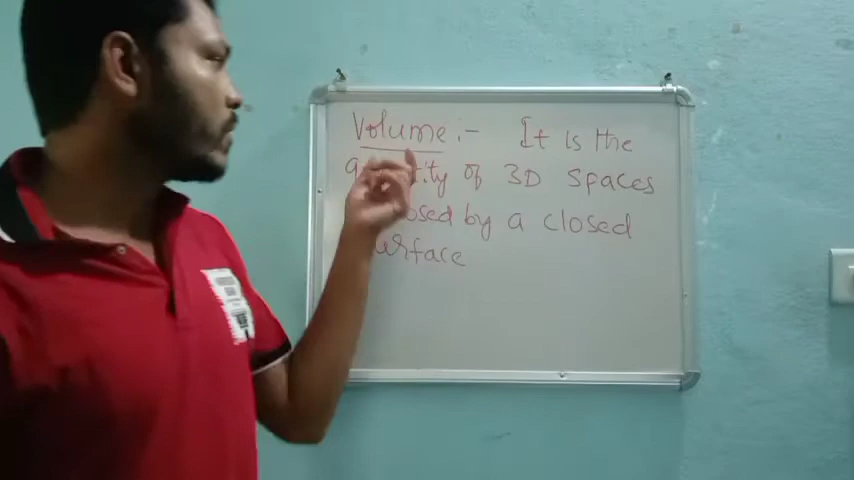 Volume :- It is the
of 3D spaces
by a closed